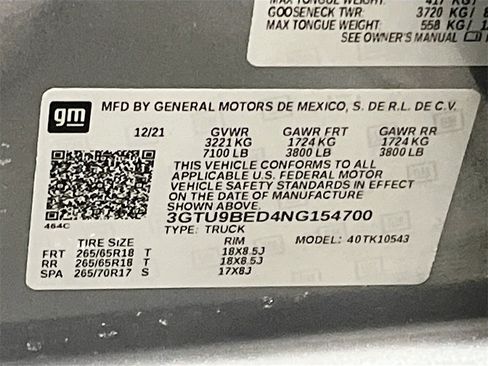 MAX TONGUE WEIGHT: 417 KG/
GOOSENECK TWR: 3720 KG/ 8
MAX TONGUE WEIGHT: 558 KG/ 1
SEE OWNER'S MANUAL
gm MFD BY GENERAL MOTORS DE MEXICO, S. DE R.L. DE C.V.
12/21 GVWR GAWR FRT GAWR RR
3221 KG 1724 KG 1724 KG
7100 LB 3800 LB 3800 LB
THIS VEHICLE CONFORMS TO ALL
APPLICABLE U.S. FEDERAL MOTOR
VEHICLE SAFETY STANDARDS IN EFFECT
ON THE DATE OF MANUFACTURE SHOWN ABOVE.
3GTU9BED4NG154700
464C TYPE: TRUCK
TIRE SIZE RIM MODEL: 40TK10543
FRT 265/65R18 T 18X8.5J
RR 265/65R18 T 18X8.5J
SPA 265/70R17 S 17X8J